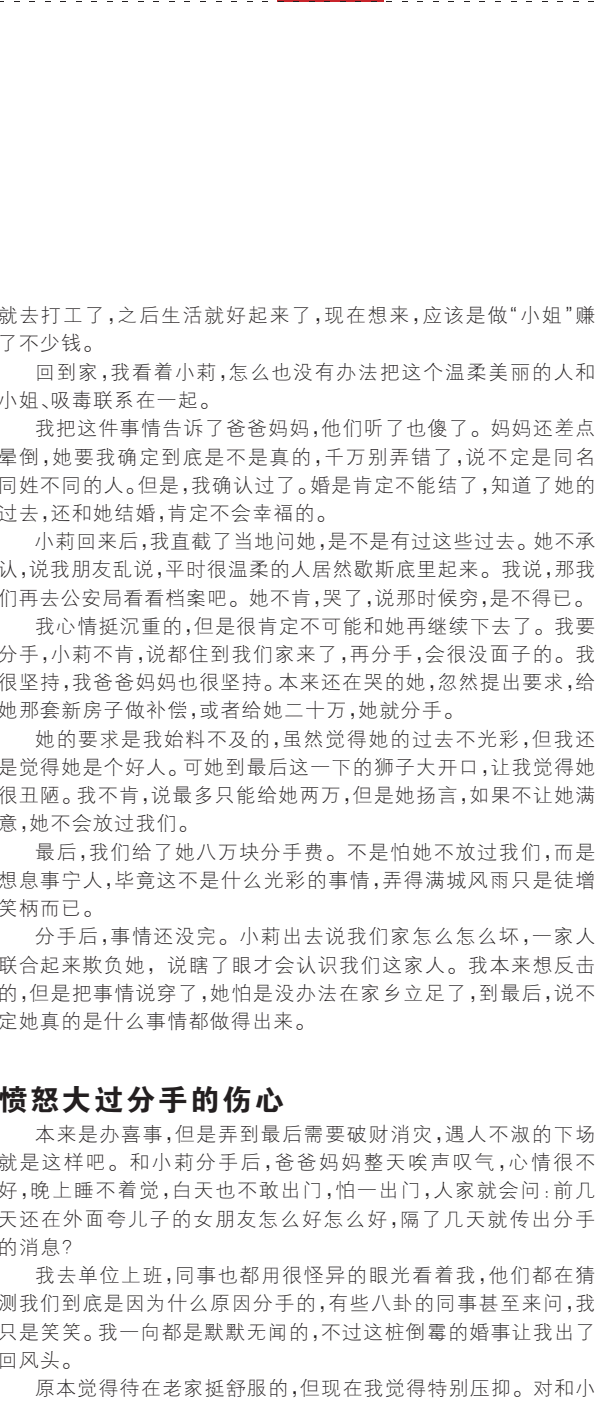 就去打工了,之后生活就好起来了,现在想来,应该是做“小姐”赚
了不少钱。
回到家,我看着小莉,怎么也没有办法把这个温柔美丽的人和
小姐、吸毒联系在一起。
我把这件事情告诉了爸爸妈妈,他们听了也傻了。妈妈还差点
晕倒,她要我确定到底是不是真的,千万别弄错了,说不定是同名
同姓不同的人。但是,我确认过了。婚是肯定不能结了,知道了她的
过去,还和她结婚,肯定不会幸福的。
小莉回来后,我直截了当地问她,是不是有过这些过去。她不承
认,说我朋友乱说,平时很温柔的人居然歇斯底里起来。我说,那我
们再去公安局看看档案吧。她不肯,哭了,说那时候穷,是不得已。
我心情挺沉重的,但是很肯定不可能和她再继续下去了。我要
分手,小莉不肯,说都住到我们家来了,再分手,会很没面子的。我
很坚持,我爸爸妈妈也很坚持。本来还在哭的她,忽然提出要求,给
她那套新房子做补偿,或者给她二十万,她就分手。
她的要求是我始料不及的,虽然觉得她的过去不光彩,但我还
是觉得她是个好人。可她到最后这一下的狮子大开口,让我觉得她
很丑陋。我不肯,说最多只能给她两万,但是她扬言,如果不让她满
意,她不会放过我们。
最后,我们给了她八万块分手费。不是怕她不放过我们,而是
想息事宁人,毕竟这不是什么光彩的事情,弄得满城风雨只是徒增
笑柄而已。
分手后,事情还没完。小莉出去说我们家怎么怎么坏,一家人
联合起来欺负她,说瞎了眼才会认识我们这家人。我本来想反击
的,但是把事情说穿了,她怕是没办法在家乡立足了,到最后,说不
定她真的是什么事情都做得出来。
愤怒大过分手的伤心
本来是办喜事,但是弄到最后需要破财消灾,遇人不淑的下场
就是这样吧。和小莉分手后,爸爸妈妈整天唉声叹气,心情很不
好,晚上睡不着觉,白天也不敢出门,怕一出门,人家就会问:前几
天还在外面夸儿子的女朋友怎么好怎么好,隔了几天就传出分手
的消息?
我去单位上班,同事也都用很怪异的眼光看着我,他们都在猜
测我们到底是因为什么原因分手的,有些八卦的同事甚至来问,我
只是笑笑。我一向都是默默无闻的,不过这桩倒霉的婚事让我出了
回风头。
原本觉得待在老家挺舒服的,但现在我觉得特别压抑。对和小